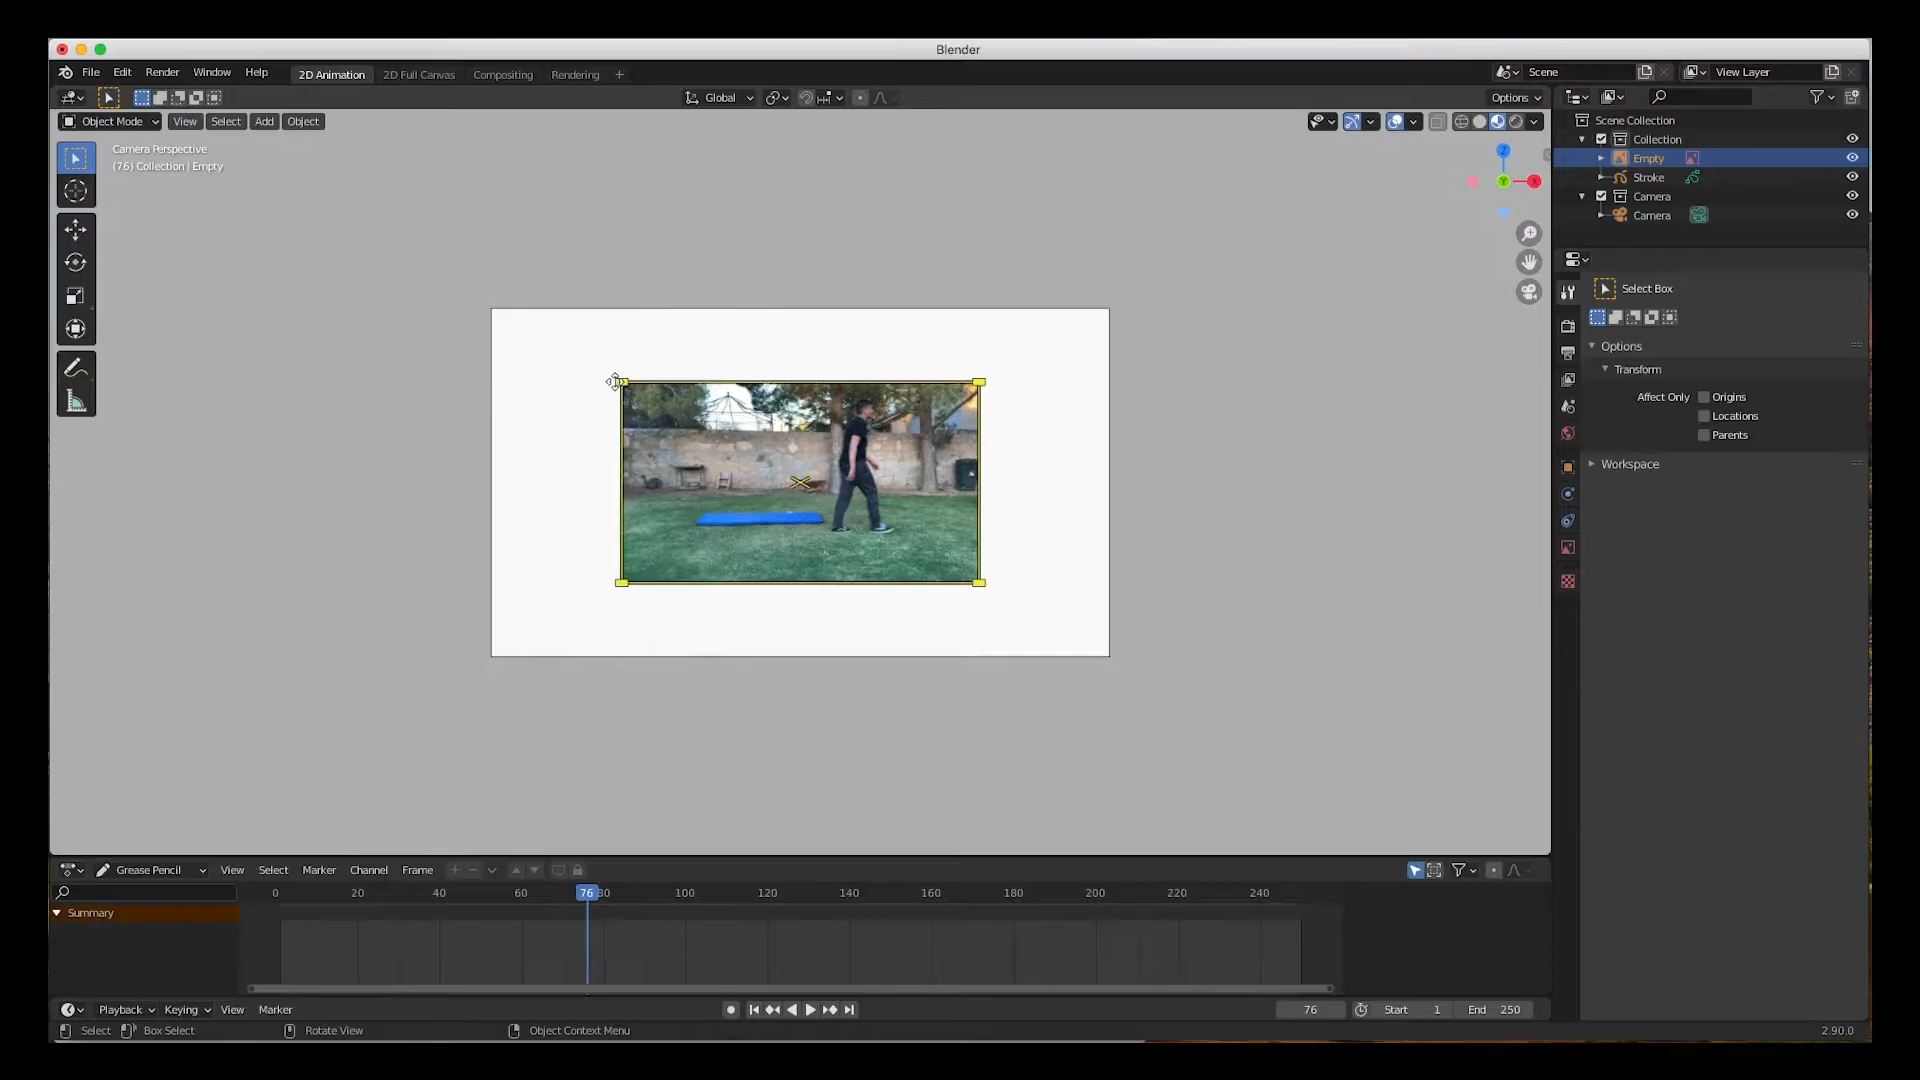 Blender
File Edit Render Window Help 2D Animation 2D Full Canvas Compositing Rendering + Scene View Layer
Global Options
Object Mode View Select Add Object
Camera Perspective
(76) Collection | Empty
Z
Y X
Scene Collection
Collection
Empty
Stroke
Camera
Camera
Select Box
Options
Transform
Affect Only Origins
Locations
Parents
Workspace
Grease Pencil View Select Marker Channel Frame
0 20 40 60 76 80 100 120 140 160 180 200 220 240
Summary
Playback Keying View Marker 76 Start 1 End 250
Select Box Select Rotate View Object Context Menu 2.90.0